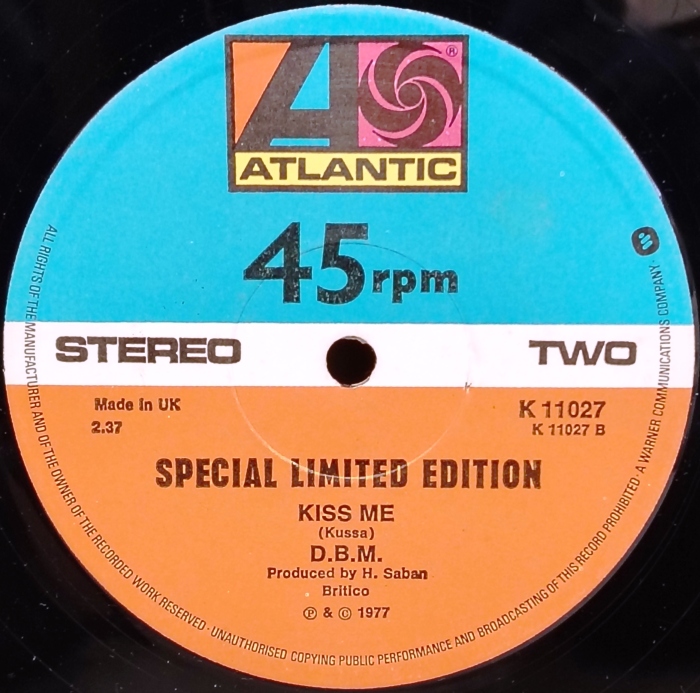 ATLANTIC
®
45 rpm
STEREO
TWO
Made in UK
2.37
K 11027
K 11027 B
SPECIAL LIMITED EDITION
KISS ME
(Kussa)
D.B.M.
Produced by H. Saban
Britico
℗ & © 1977
ALL RIGHTS OF THE MANUFACTURER AND OF THE OWNER OF THE RECORDED WORK RESERVED · UNAUTHORISED COPYING PUBLIC PERFORMANCE AND BROADCASTING OF THIS RECORD PROHIBITED · A WARNER COMMUNICATIONS COMPANY